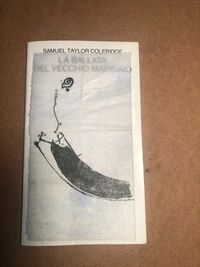 SAMUEL TAYLOR COLERIDGE
LA BALLATA
DEL VECCHIO MARINAIO